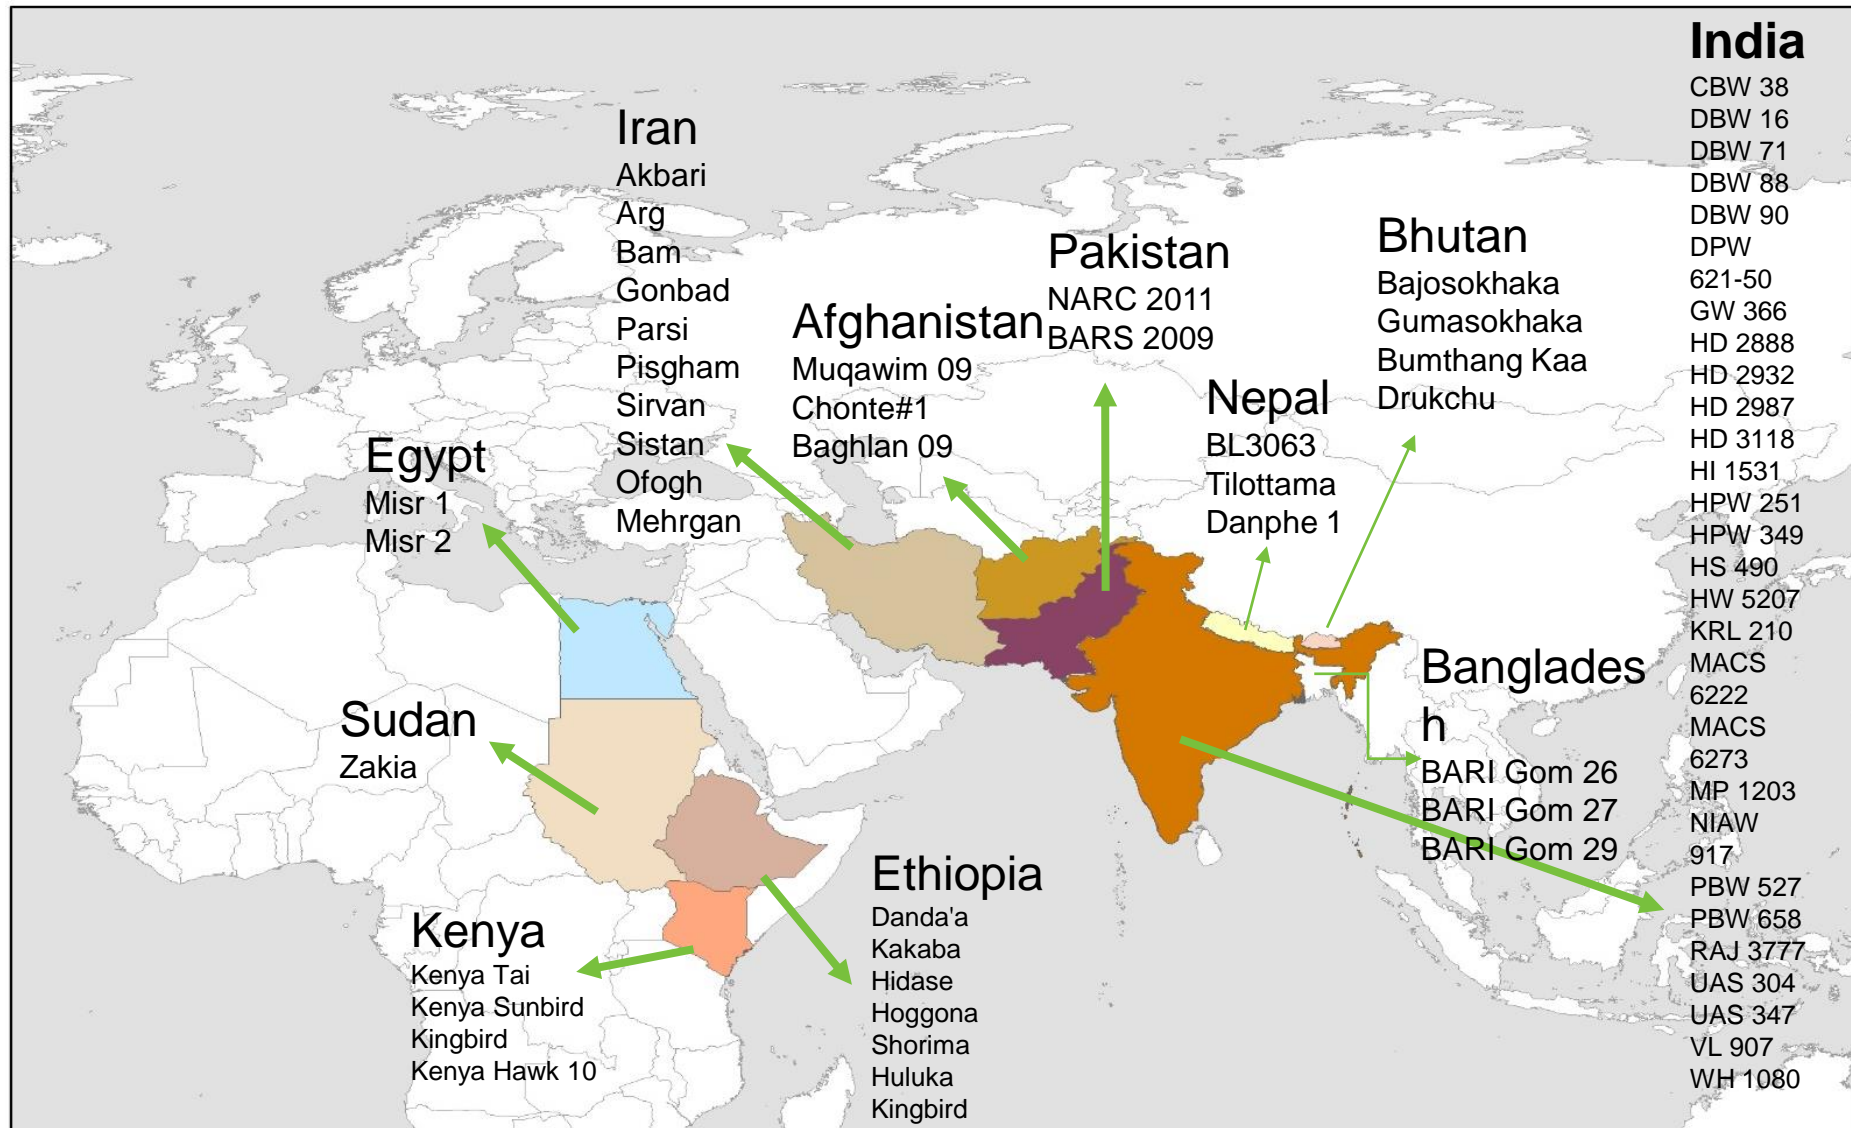 Iran
Akbari
Arg
Bam
Gonbad
Parsi
Pisgham
Sirvan
Sistan
Ofogh
Mehrgan
Egypt
Misr 1
Misr 2
Afghanistan
Muqawim 09
Chonte#1
Baghlan 09
Pakistan
NARC 2011
BARS 2009
Nepal
BL3063
Tilottama
Danphe 1
Bhutan
Bajosokhaka
Gumasokhaka
Bumthang Kaa
Drukchu
Sudan
Zakia
Kenya
Kenya Tai
Kenya Sunbird
Kingbird
Kenya Hawk 10
Ethiopia
Danda'a
Kakaba
Hidase
Hoggona
Shorima
Huluka
Kingbird
Banglades
h
BARI Gom 26
BARI Gom 27
BARI Gom 29
India
CBW 38
DBW 16
DBW 71
DBW 88
DBW 90
DPW
621-50
GW 366
HD 2888
HD 2932
HD 2987
HD 3118
HI 1531
HPW 251
HPW 349
HS 490
HW 5207
KRL 210
MACS
6222
MACS
6273
MP 1203
NIAW
917
PBW 527
PBW 658
RAJ 3777
UAS 304
UAS 347
VL 907
WH 1080